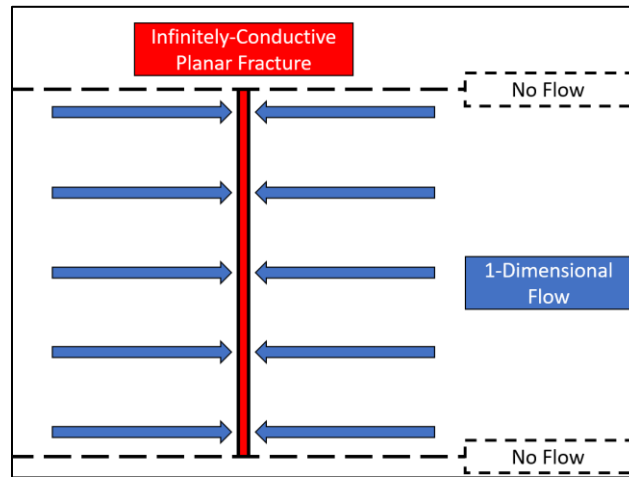 Infinitely-Conductive
Planar Fracture
No Flow
1-Dimensional
Flow
No Flow